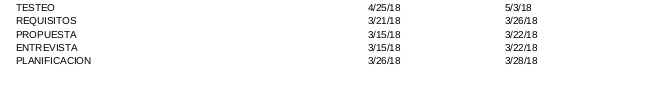 TESTEO 4/25/18 5/3/18
REQUISITOS 3/21/18 3/26/18
PROPUESTA 3/15/18 3/22/18
ENTREVISTA 3/15/18 3/22/18
PLANIFICACION 3/26/18 3/28/18